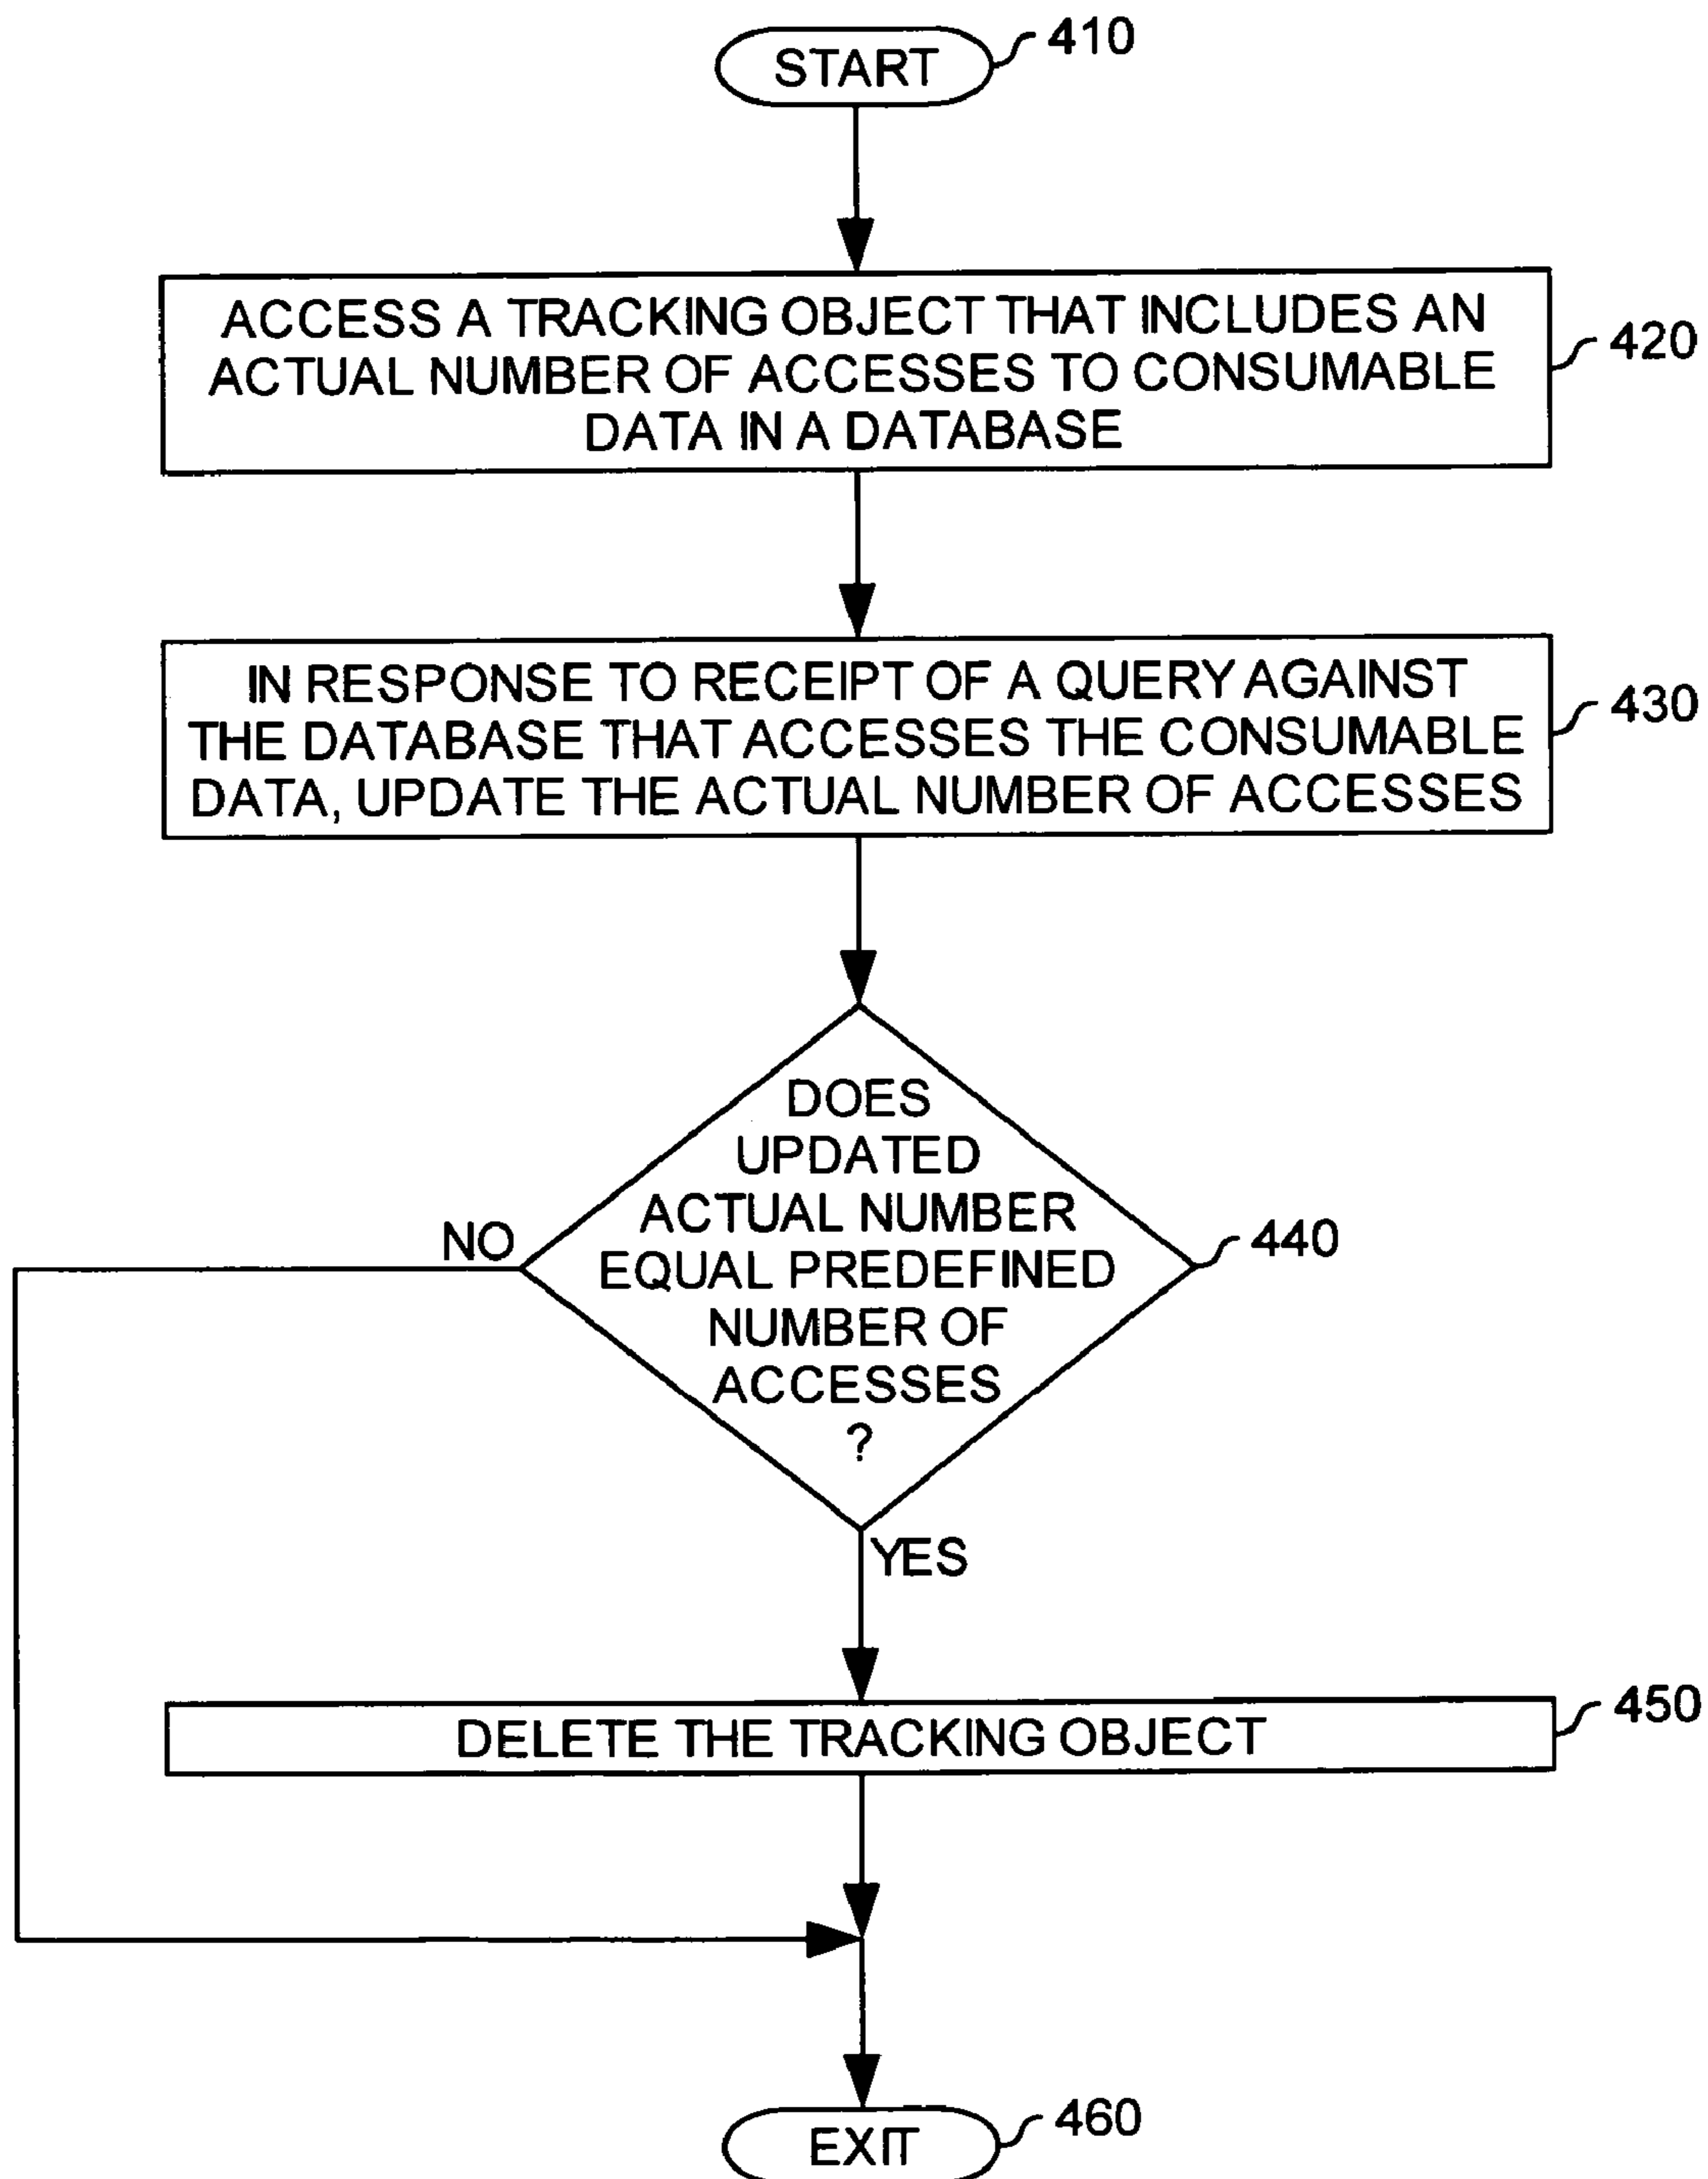 START
410
ACCESS A TRACKING OBJECT THAT INCLUDES AN
ACTUAL NUMBER OF ACCESSES TO CONSUMABLE
DATA IN A DATABASE
420
IN RESPONSE TO RECEIPT OF A QUERY AGAINST
THE DATABASE THAT ACCESSES THE CONSUMABLE
DATA, UPDATE THE ACTUAL NUMBER OF ACCESSES
430
DOES
UPDATED
ACTUAL NUMBER
EQUAL PREDEFINED
NUMBER OF
ACCESSES
?
440
NO
YES
DELETE THE TRACKING OBJECT
450
EXIT
460